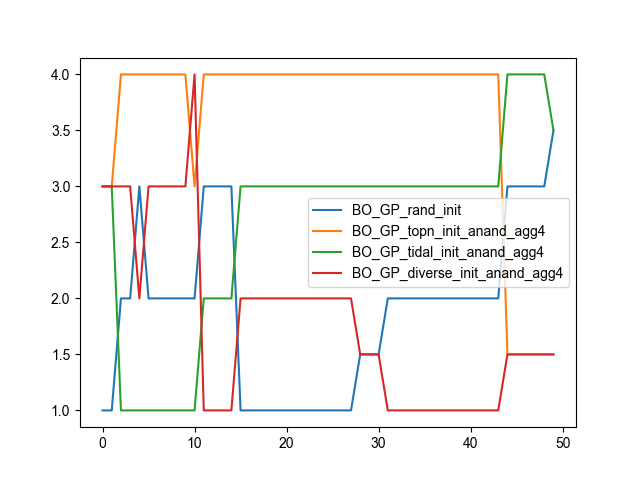 4.0
3.5
3.0
2.5
2.0
1.5
1.0
BO_GP_rand_init
BO_GP_topn_init_anand_agg4
BO_GP_tidal_init_anand_agg4
BO_GP_diverse_init_anand_agg4
0 10 20 30 40 50